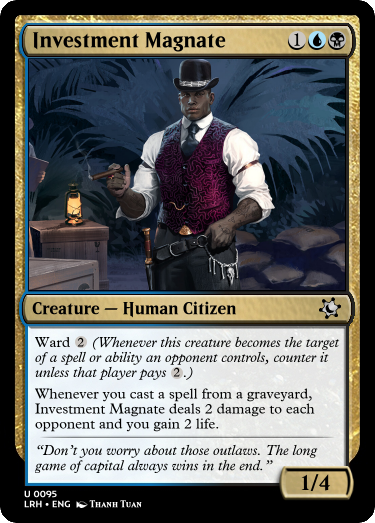 Investment Magnate 1
Creature — Human Citizen
Ward 2 (Whenever this creature becomes the target
of a spell or ability an opponent controls, counter it
unless that player pays 2.)
Whenever you cast a spell from a graveyard,
Investment Magnate deals 2 damage to each
opponent and you gain 2 life.
“Don’t you worry about those outlaws. The long
game of capital always wins in the end.”
1/4
U 0095
LRH • ENG Thanh Tuan